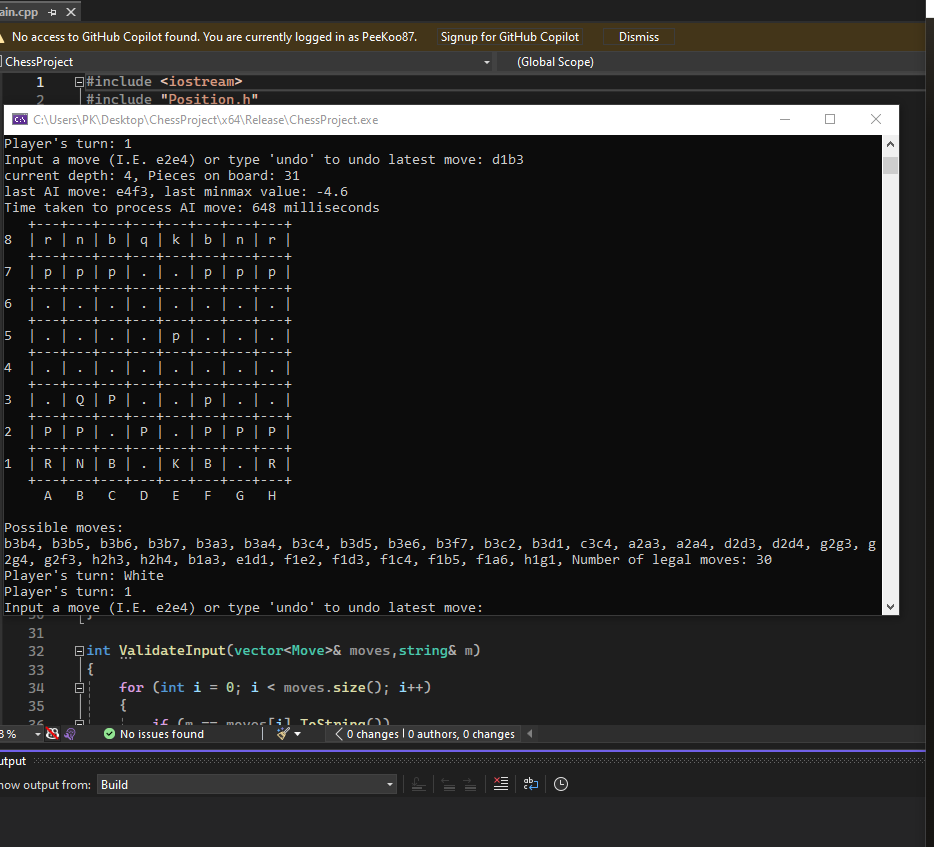 ain.cpp
No access to GitHub Copilot found. You are currently logged in as PeeKoo87. Signup for GitHub Copilot Dismiss
ChessProject (Global Scope)
1 #include <iostream>
2 #include "Position.h"
C:\Users\PK\Desktop\ChessProject\x64\Release\ChessProject.exe
Player's turn: 1
Input a move (I.E. e2e4) or type 'undo' to undo latest move: d1b3
current depth: 4, Pieces on board: 31
last AI move: e4f3, last minmax value: -4.6
Time taken to process AI move: 648 milliseconds
+---+---+---+---+---+---+---+---+
8 | r | n | b | q | k | b | n | r |
+---+---+---+---+---+---+---+---+
7 | p | p | p | . | . | p | p | p |
+---+---+---+---+---+---+---+---+
6 | . | . | . | . | . | . | . | . |
+---+---+---+---+---+---+---+---+
5 | . | . | . | . | p | . | . | . |
+---+---+---+---+---+---+---+---+
4 | . | . | . | . | . | . | . | . |
+---+---+---+---+---+---+---+---+
3 | . | Q | P | . | . | p | . | . |
+---+---+---+---+---+---+---+---+
2 | P | P | . | P | . | P | P | P |
+---+---+---+---+---+---+---+---+
1 | R | N | B | . | K | B | . | R |
+---+---+---+---+---+---+---+---+
A B C D E F G H
Possible moves:
b3b4, b3b5, b3b6, b3b7, b3a3, b3a4, b3c4, b3d5, b3e6, b3f7, b3c2, b3d1, c3c4, a2a3, a2a4, d2d3, d2d4, g2g3, g
2g4, g2f3, h2h3, h2h4, b1a3, e1d1, f1e2, f1d3, f1c4, f1b5, f1a6, h1g1, Number of legal moves: 30
Player's turn: White
Player's turn: 1
Input a move (I.E. e2e4) or type 'undo' to undo latest move:
30 }
31
32 int ValidateInput(vector<Move>& moves,string& m)
33 {
34 for (int i = 0; i < moves.size(); i++)
35 {
36 if (m == moves[i].ToString())
8 % No issues found 0 changes | 0 authors, 0 changes
utput
how output from: Build